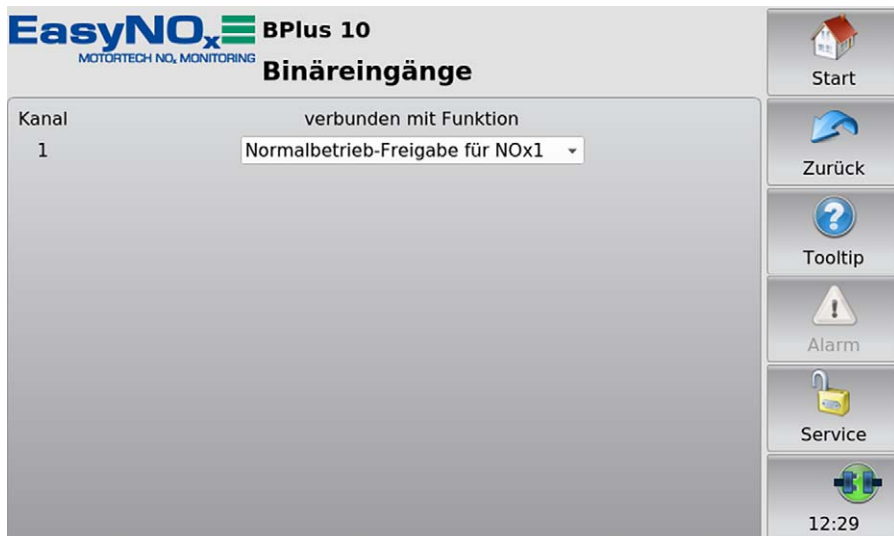 EasyNOx BPlus 10
MOTORTECH NOx MONITORING
Binäreingänge
Start
Kanal verbunden mit Funktion
1 Normalbetrieb-Freigabe für NOx1
Zurück
Tooltip
Alarm
Service
12:29